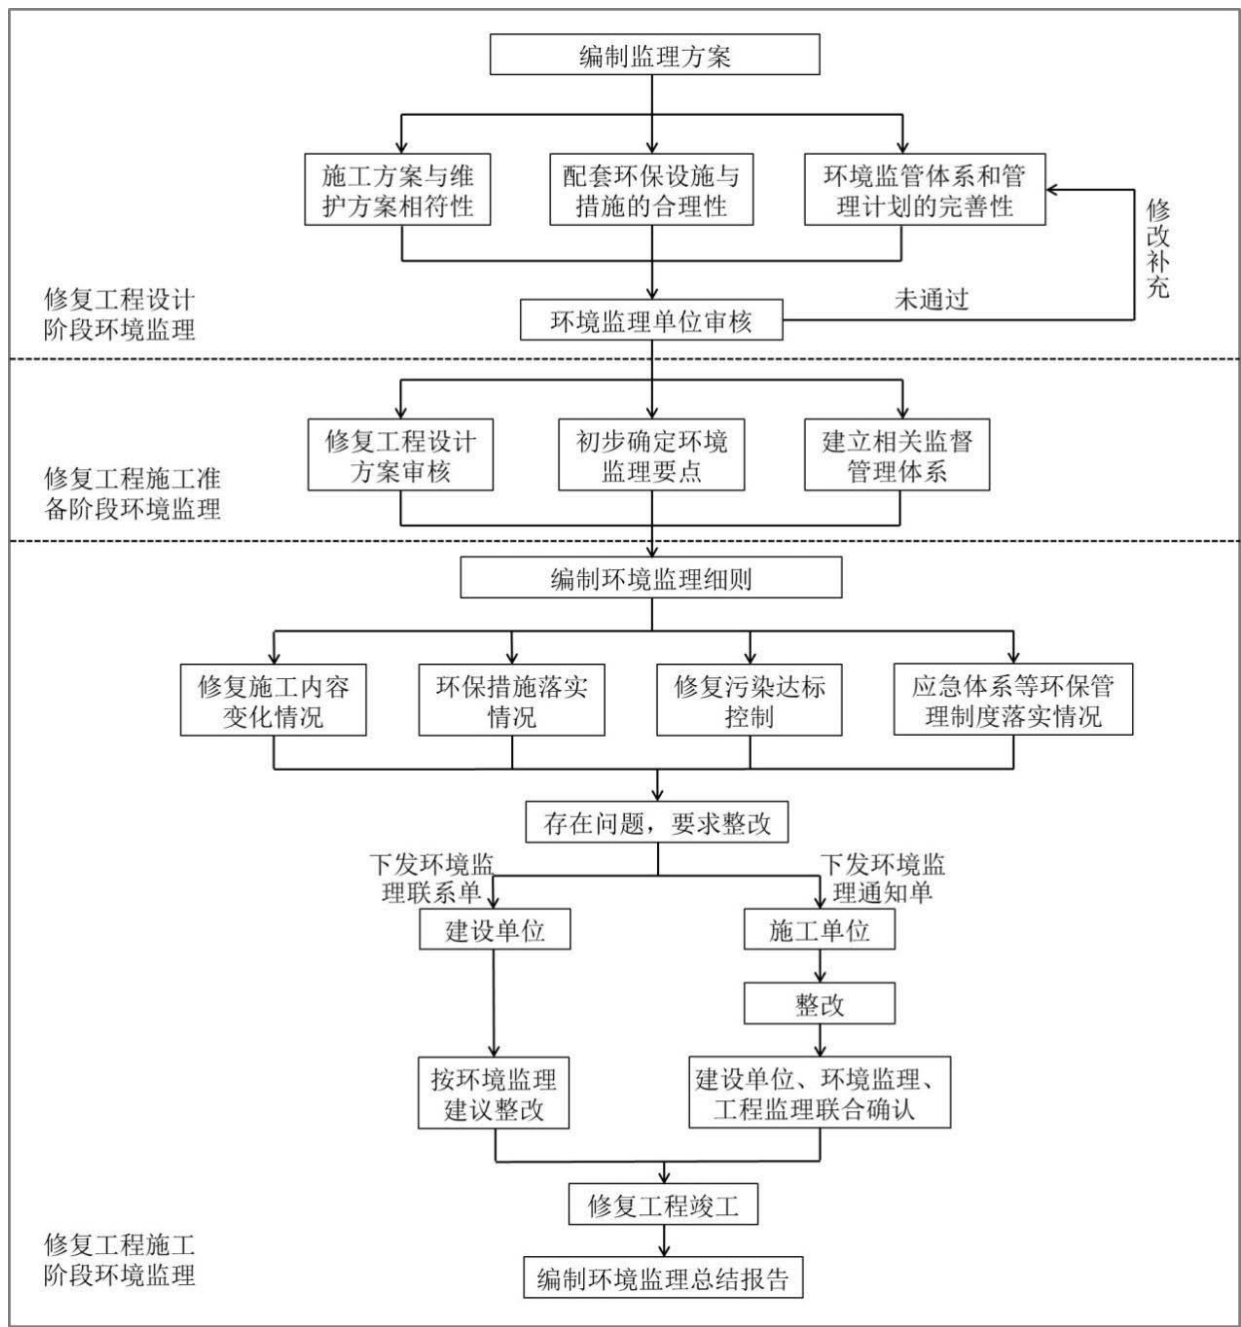 编制监理方案
施工方案与维
护方案相符性
配套环保设施与
措施的合理性
环境监管体系和管
理计划的完善性
修改补充
未通过
环境监理单位审核
修复工程设计
阶段环境监理
修复工程设计
方案审核
初步确定环境
监理要点
建立相关监督
管理体系
修复工程施工准
备阶段环境监理
编制环境监理细则
修复施工内容
变化情况
环保措施落实
情况
修复污染达标
控制
应急体系等环保管
理制度落实情况
存在问题，要求整改
下发环境监
理联系单
下发环境监
理通知单
建设单位
施工单位
整改
按环境监理
建议整改
建设单位、环境监理、
工程监理联合确认
修复工程竣工
编制环境监理总结报告
修复工程施工
阶段环境监理